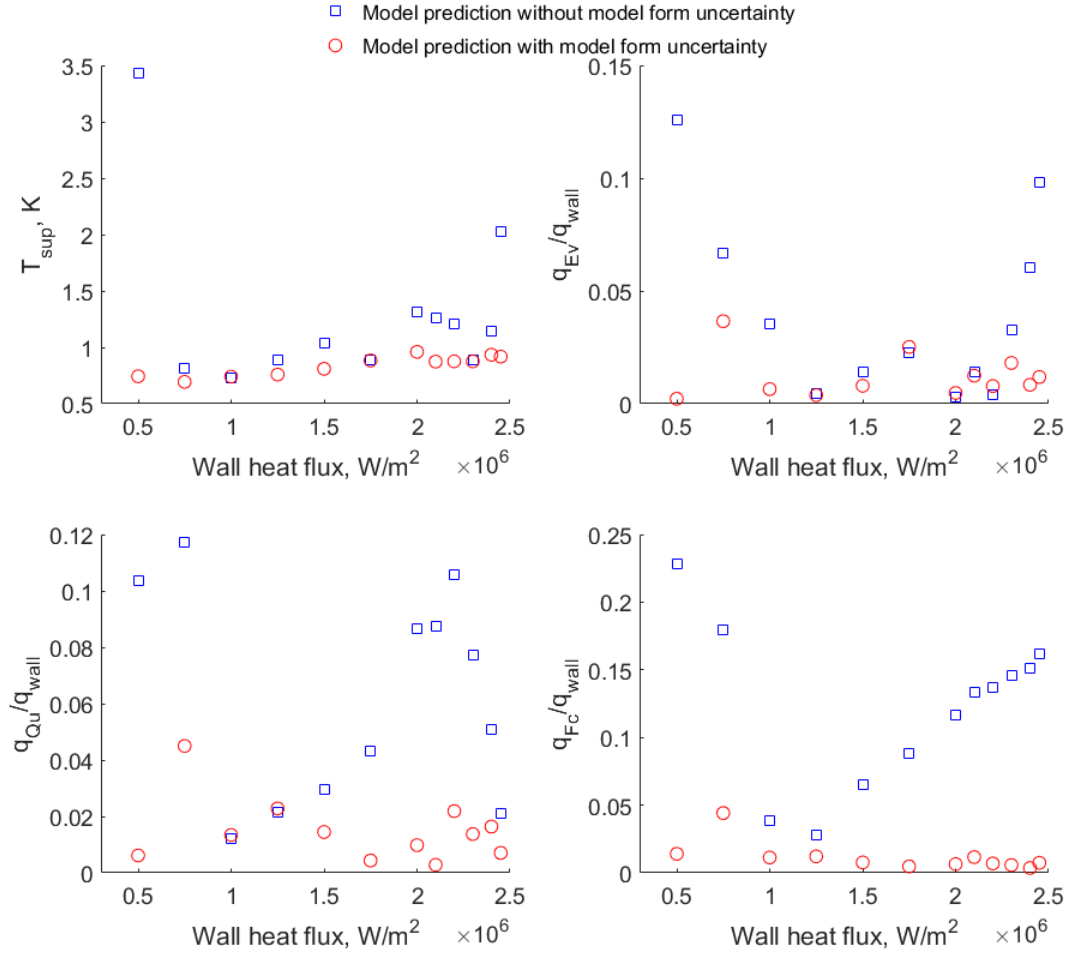 Model prediction without model form uncertainty
Model prediction with model form uncertainty
3.5
3
2.5
2
1.5
1
0.5
T_sup, K
0.5 1 1.5 2 2.5
Wall heat flux, W/m² ×10⁶
0.15
0.1
0.05
0
q_Ev/q_wall
0.5 1 1.5 2 2.5
Wall heat flux, W/m² ×10⁶
0.12
0.1
0.08
0.06
0.04
0.02
0
q_Qu/q_wall
0.5 1 1.5 2 2.5
Wall heat flux, W/m² ×10⁶
0.25
0.2
0.15
0.1
0.05
0
q_Fc/q_wall
0.5 1 1.5 2 2.5
Wall heat flux, W/m² ×10⁶